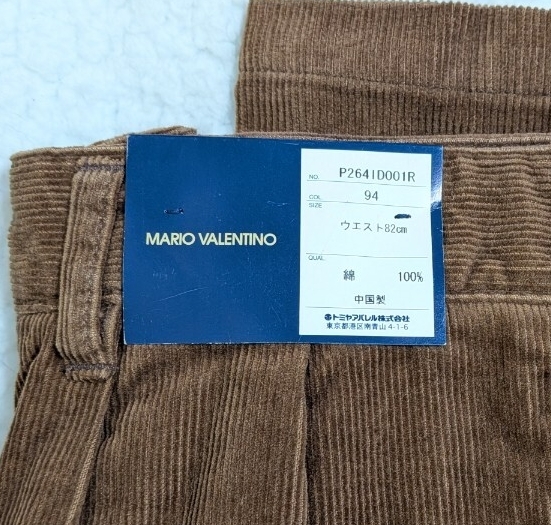 MARIO VALENTINO
NO. P264ID001R
COL. 94
SIZE
ウエスト82cm
QUAL.
綿 100%
中国製
トミヤアパレル株式会社
東京都港区南青山4-1-6